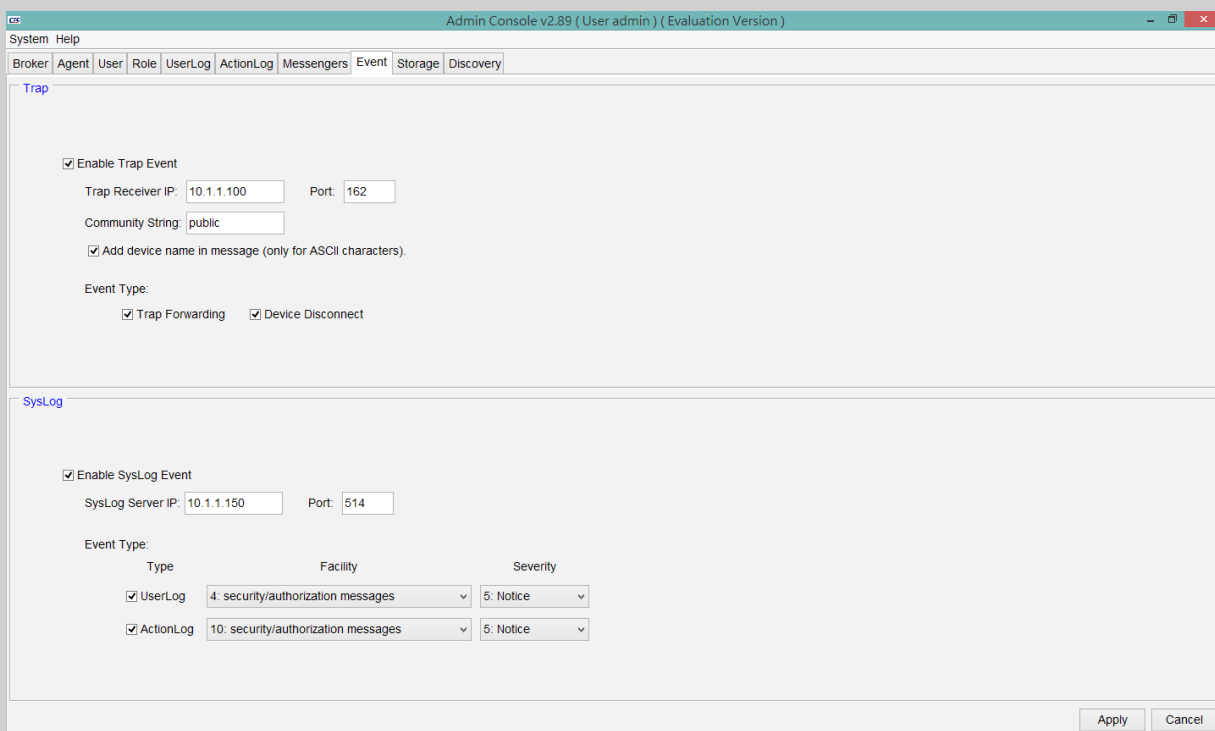 CTS Admin Console v2.89 ( User admin ) ( Evaluation Version )
System Help
Broker Agent User Role UserLog ActionLog Messengers Event Storage Discovery
Trap
Enable Trap Event
Trap Receiver IP: 10.1.1.100 Port: 162
Community String: public
Add device name in message (only for ASCII characters).
Event Type:
Trap Forwarding Device Disconnect
SysLog
Enable SysLog Event
SysLog Server IP: 10.1.1.150 Port: 514
Event Type:
Type Facility Severity
UserLog 4: security/authorization messages 5: Notice
ActionLog 10: security/authorization messages 5: Notice
Apply Cancel